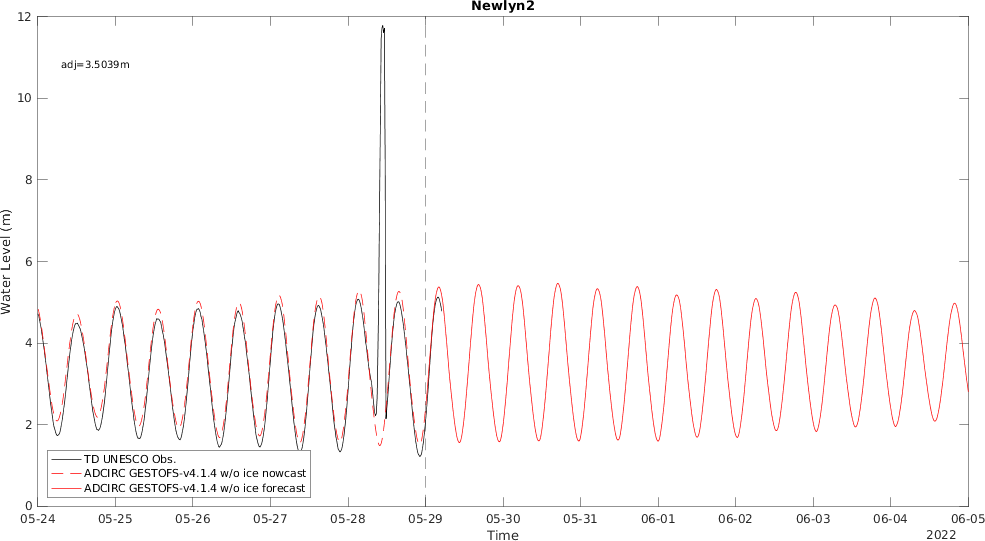 Newlyn2
12
adj=3.5039m
10
8
6
4
2
0
Water Level (m)
TD UNESCO Obs.
ADCIRC GESTOFS-v4.1.4 w/o ice nowcast
ADCIRC GESTOFS-v4.1.4 w/o ice forecast
05-24 05-25 05-26 05-27 05-28 05-29 05-30 05-31 06-01 06-02 06-03 06-04 06-05
Time
2022